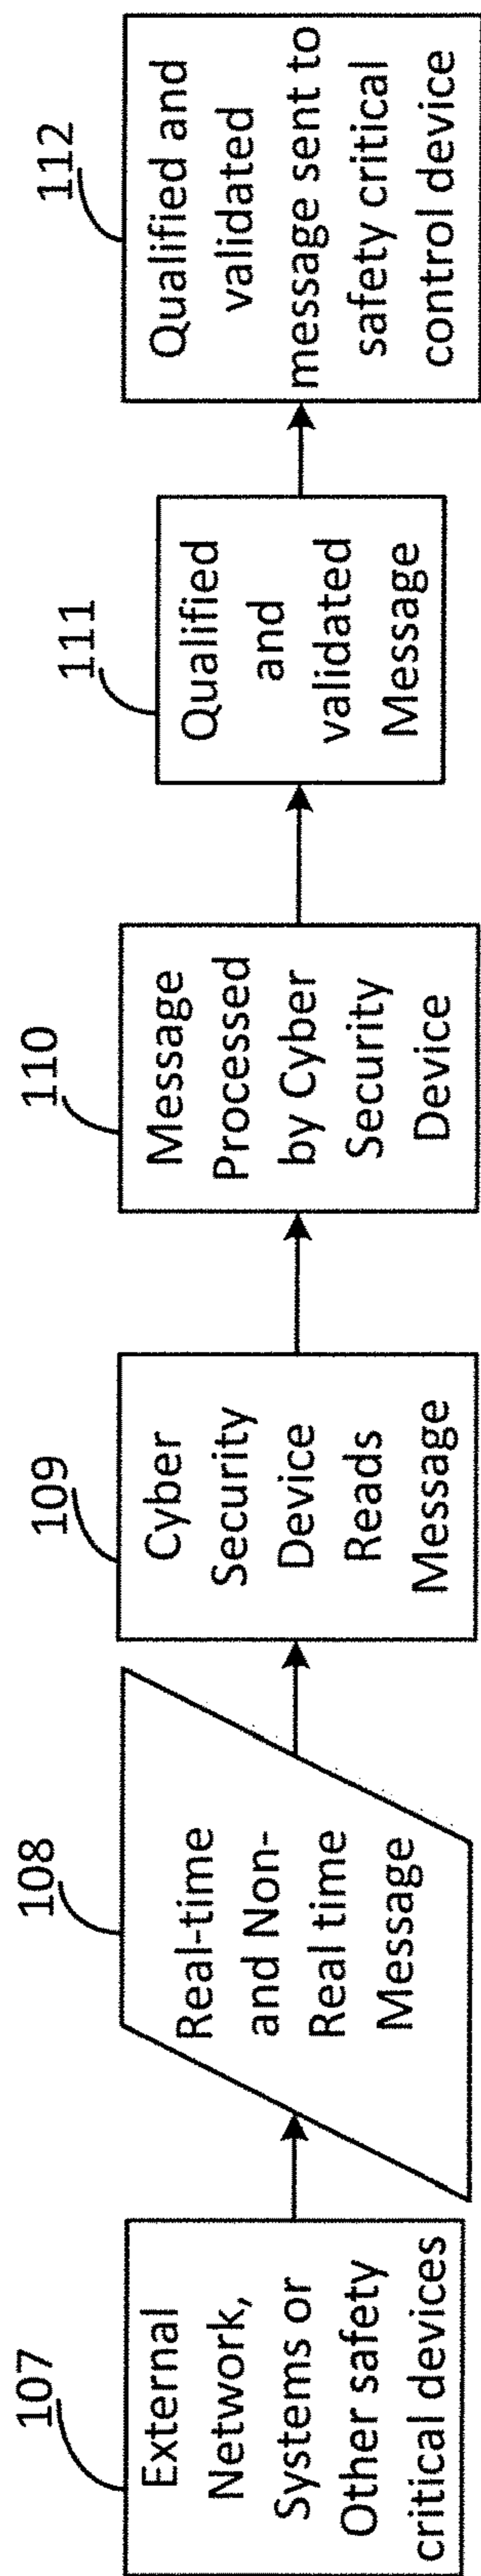 107
External
Network,
Systems or
Other safety
critical devices
108
Real-time
and Non-
Real time
Message
109
Cyber
Security
Device
Reads
Message
110
Message
Processed
by Cyber
Security
Device
111
Qualified
and
validated
Message
112
Qualified and
validated
message sent to
safety critical
control device